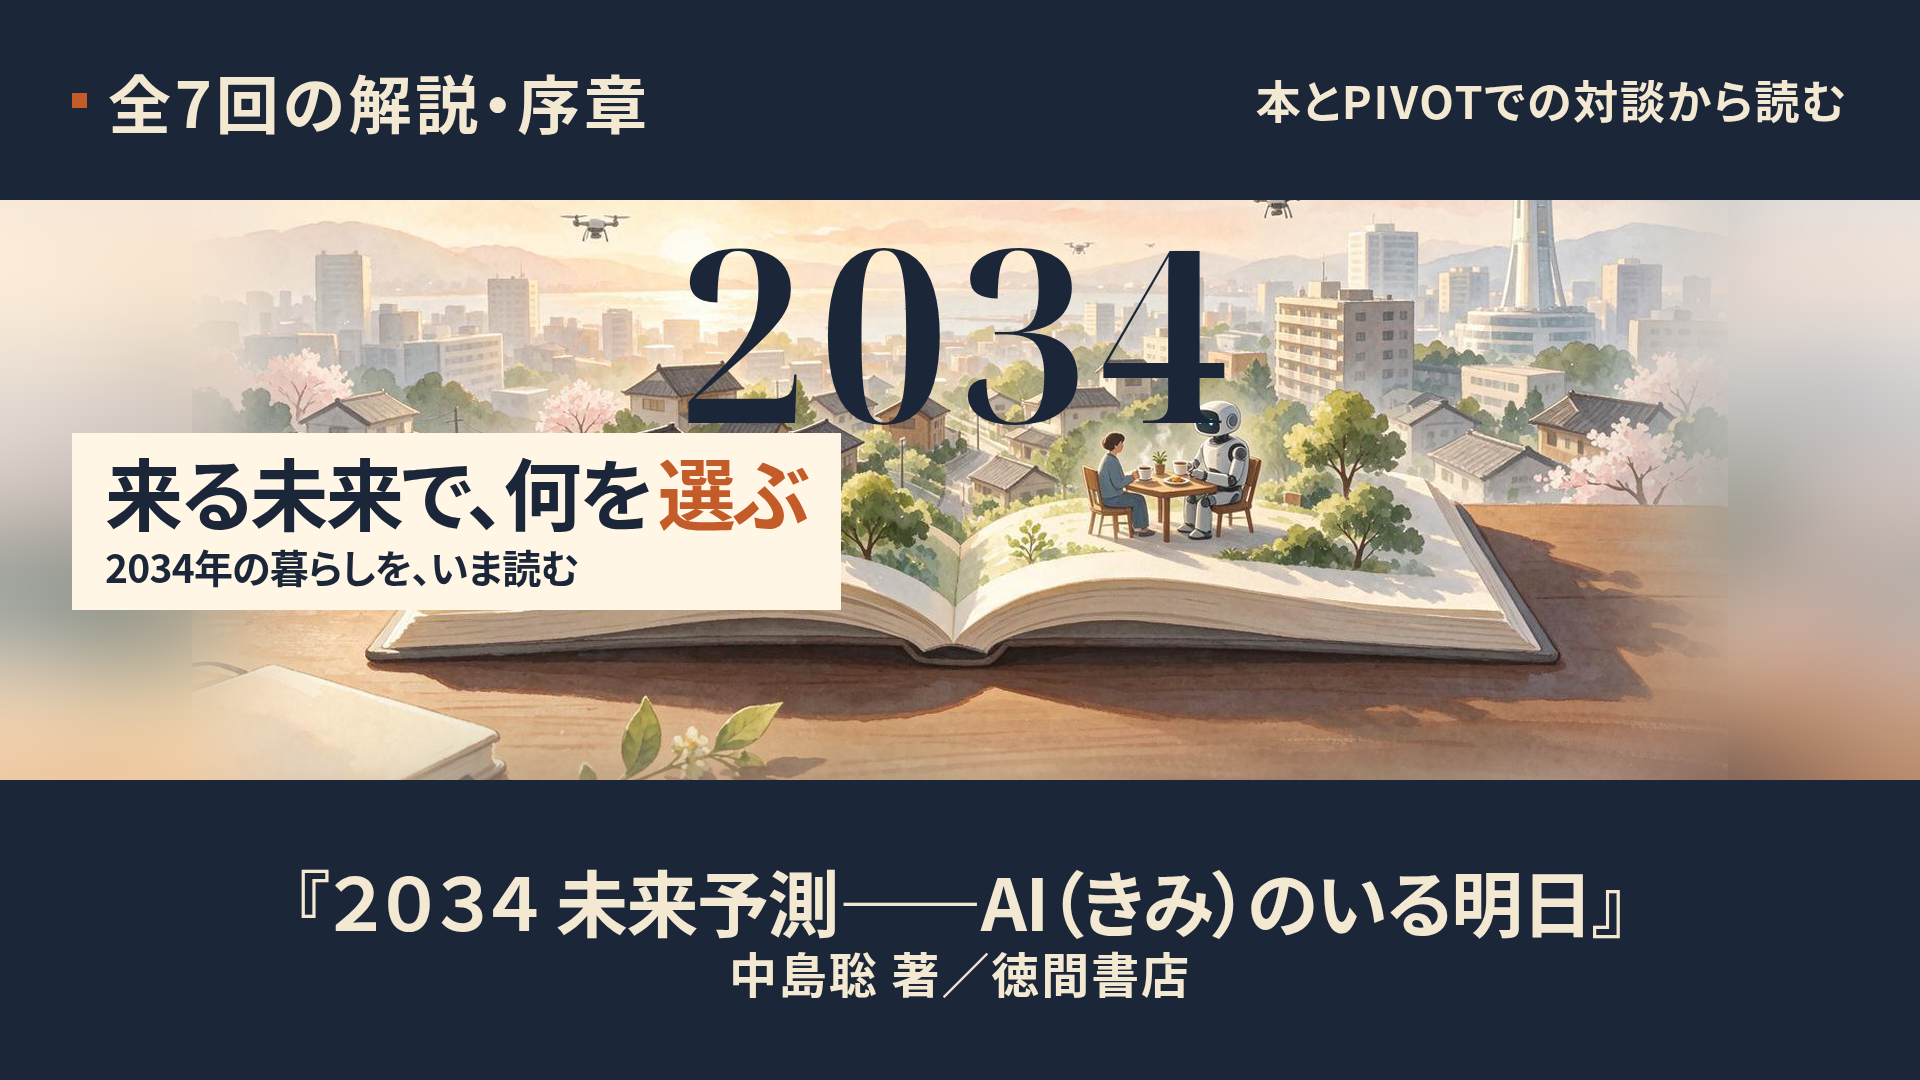 全7回の解説・序章
本とPIVOTでの対談から読む
2034
来る未来で、何を選ぶ
2034年の暮らしを、いま読む
『2034 未来予測――AI（きみ）のいる明日』
中島聡 著／徳間書店